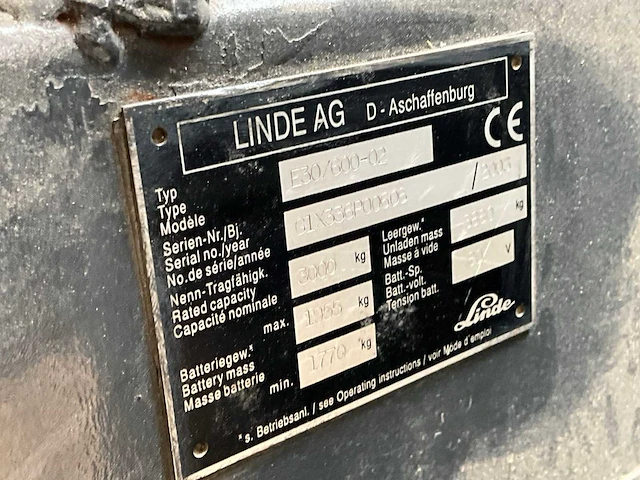 LINDE AG D - Aschaffenburg
CE
Typ
Type
Modèle
E30/600-02
Serien-Nr./Bj.
Serial no./year
No. de série/année
/ 2003
Nenn-Tragfähigk.
Rated capacity
Capacité nominale
3000 kg
Leergew.*
Unladen mass
Masse à vide
kg
Batt.-Sp.
Batt.-volt.
Tension batt.
V
Batteriegew.*
Battery mass
Masse batterie
max. 1955 kg
min. 1770 kg
Linde
*s. Betriebsanl. / see Operating instructions / voir Mode d'emploi